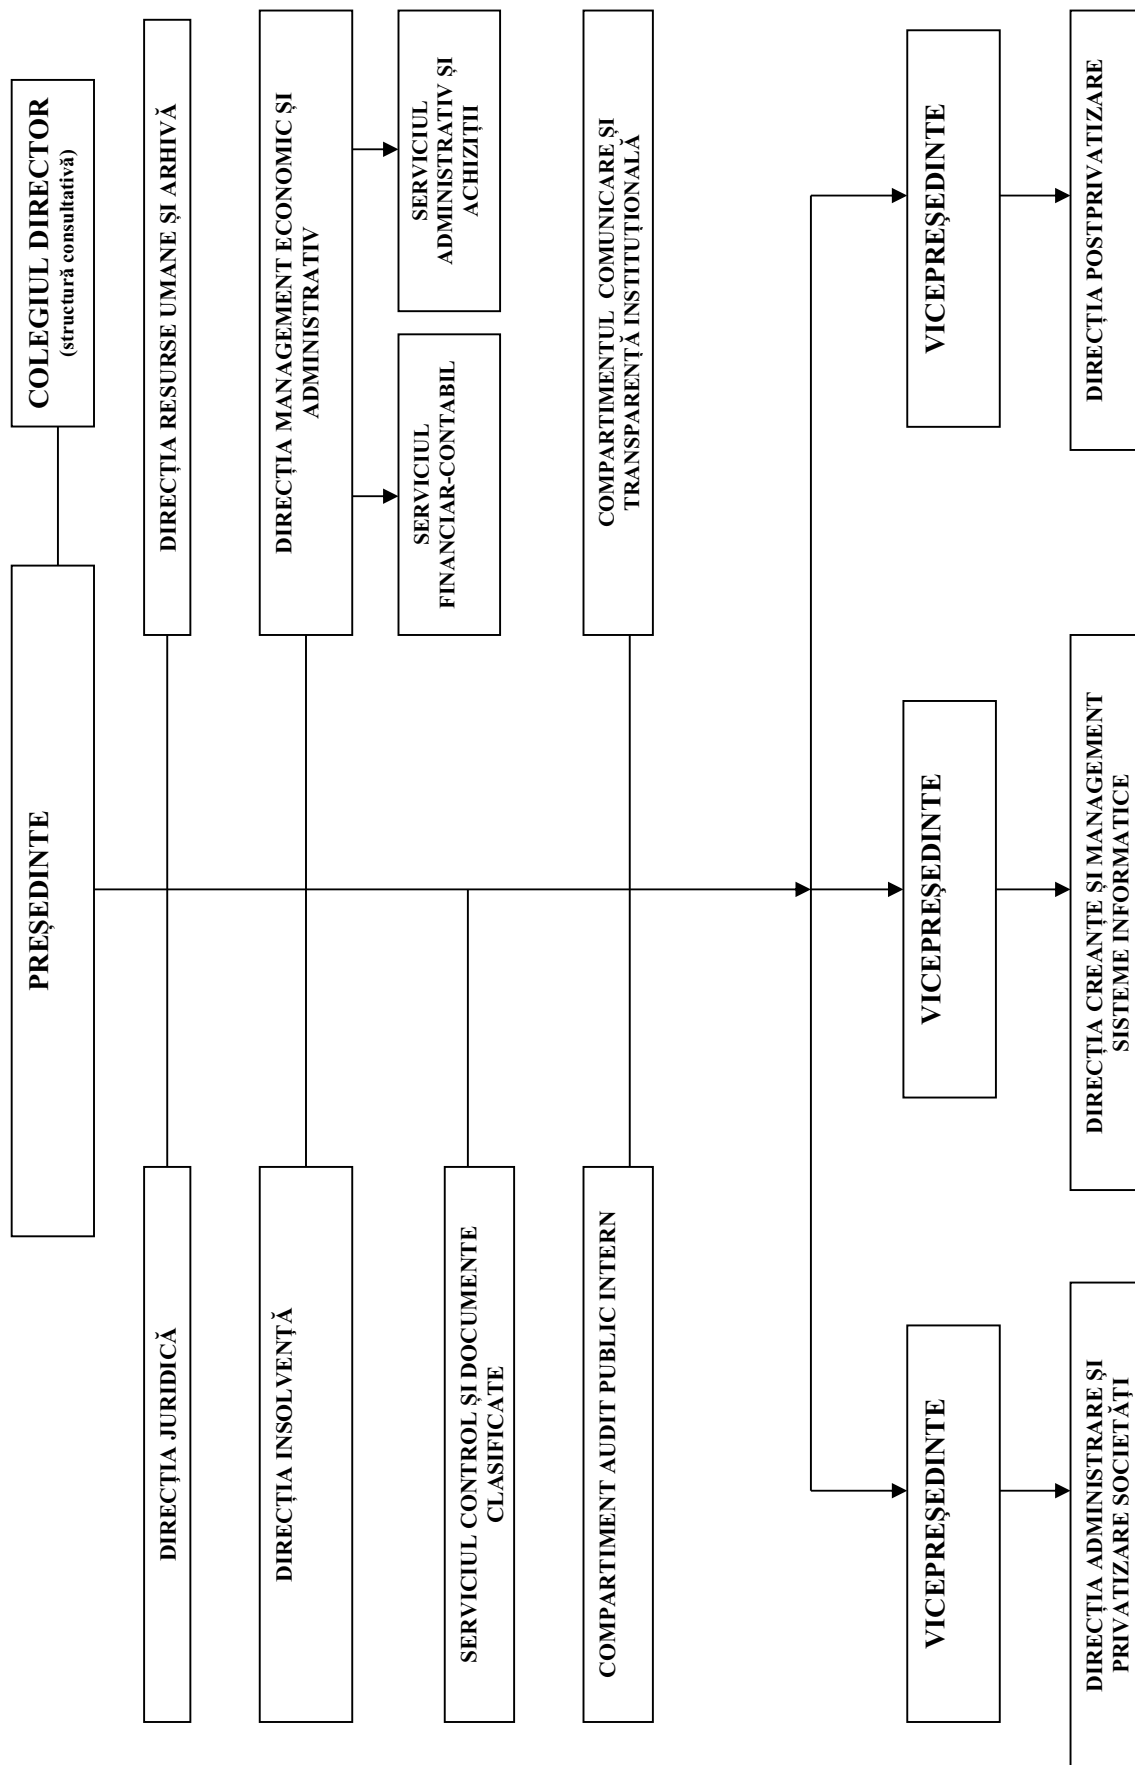 PREȘEDINTE
COLEGIUL DIRECTOR
(structură consultativă)
DIRECȚIA JURIDICĂ
DIRECȚIA RESURSE UMANE ȘI ARHIVĂ
DIRECȚIA INSOLVENȚĂ
DIRECȚIA MANAGEMENT ECONOMIC ȘI
ADMINISTRATIV
SERVICIUL
FINANCIAR-CONTABIL
SERVICIUL
ADMINISTRATIV ȘI
ACHIZIȚII
SERVICIUL CONTROL ȘI DOCUMENTE
CLASIFICATE
COMPARTIMENT AUDIT PUBLIC INTERN
COMPARTIMENTUL COMUNICARE ȘI
TRANSPARENȚĂ INSTITUȚIONALĂ
VICEPREȘEDINTE
VICEPREȘEDINTE
VICEPREȘEDINTE
DIRECȚIA ADMINISTRARE ȘI
PRIVATIZARE SOCIETĂȚI
DIRECȚIA CREANȚE ȘI MANAGEMENT
SISTEME INFORMATICE
DIRECȚIA POSTPRIVATIZARE